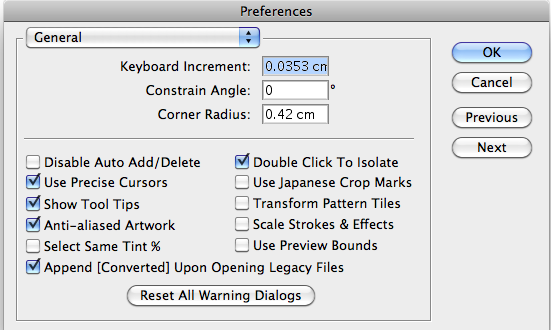 Preferences
General
OK
Keyboard Increment: 0.0353 cm
Cancel
Constrain Angle: 0 °
Corner Radius: 0.42 cm
Previous
Next
Disable Auto Add/Delete Double Click To Isolate
Use Precise Cursors Use Japanese Crop Marks
Show Tool Tips Transform Pattern Tiles
Anti-aliased Artwork Scale Strokes & Effects
Select Same Tint % Use Preview Bounds
Append [Converted] Upon Opening Legacy Files
Reset All Warning Dialogs